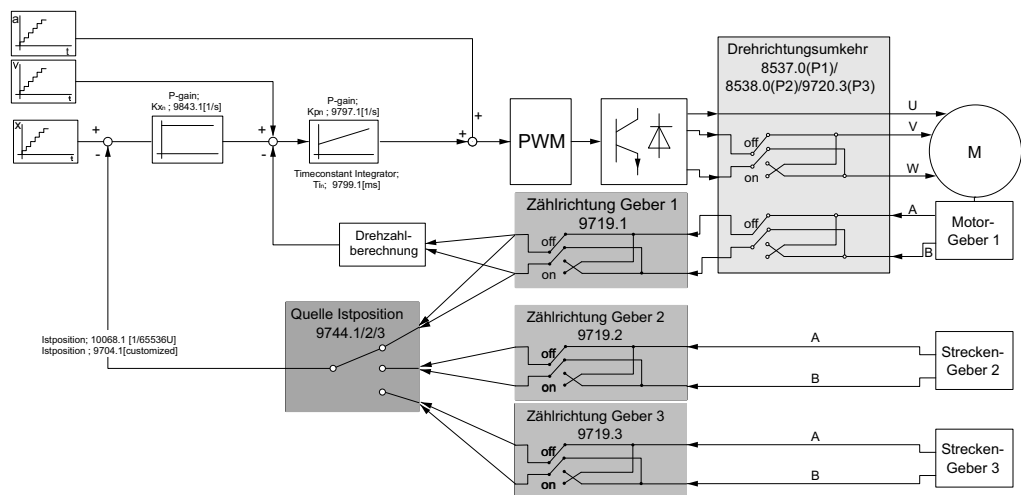 a
t
v
t
x
t
+
-
P-gain;
Kxₙ ; 9843.1[1/s]
+
-
P-gain;
Kpₙ ; 9797.1[1/s]
Timeconstant Integrator;
Tiₙ; 9799.1[ms]
+
+
PWM
Drehrichtungsumkehr
8537.0(P1)/
8538.0(P2)/9720.3(P3)
off
on
U
V
W
M
Zählrichtung Geber 1
9719.1
off
on
off
on
A
B
Motor-
Geber 1
Drehzahl-
berechnung
Quelle Istposition
9744.1/2/3
Istposition; 10068.1 [1/65536U]
Istposition ; 9704.1[customized]
Zählrichtung Geber 2
9719.2
off
on
A
B
Strecken-
Geber 2
Zählrichtung Geber 3
9719.3
off
on
A
B
Strecken-
Geber 3